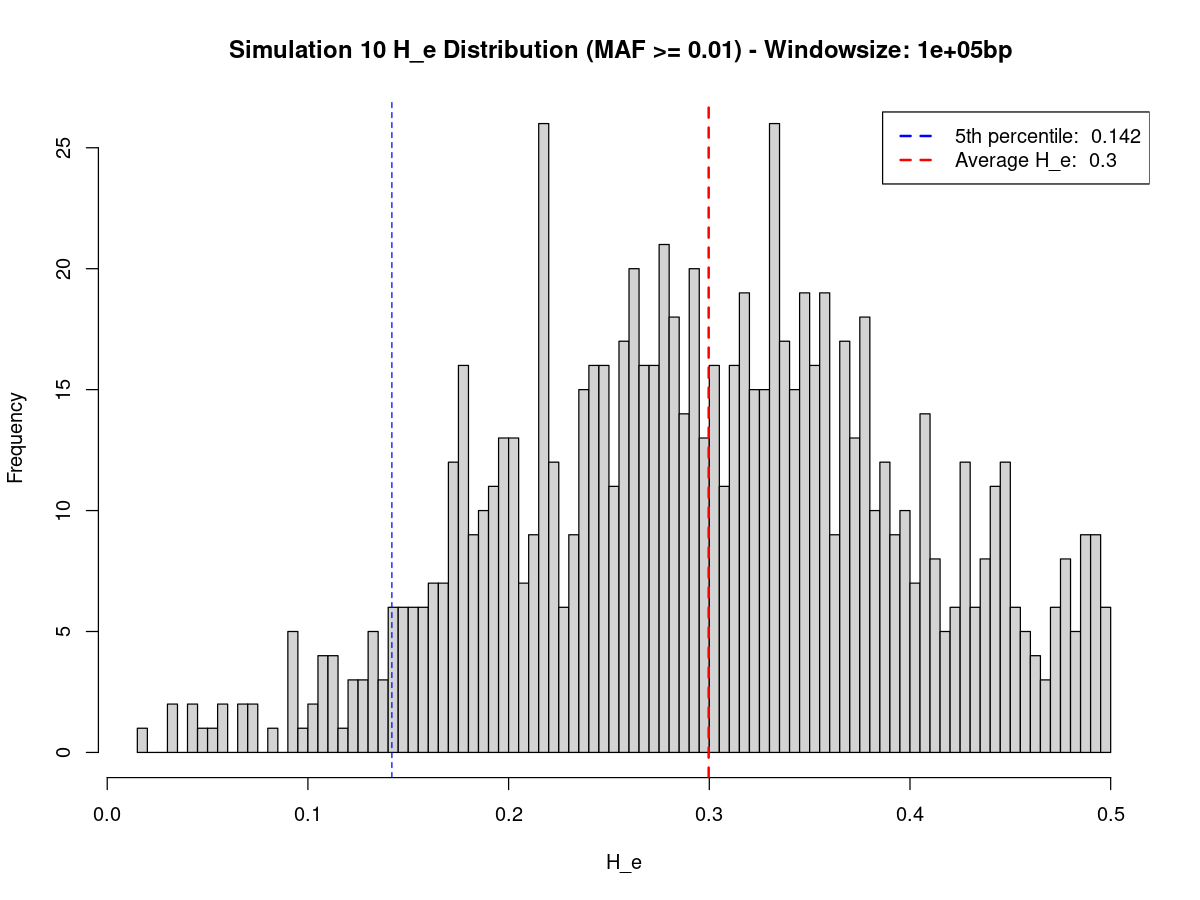 Simulation 10 H_e Distribution (MAF >= 0.01) - Windowsize: 1e+05bp
5th percentile:  0.142
Average H_e:  0.3
Frequency
25
20
15
10
5
0
0.0 0.1 0.2 0.3 0.4 0.5
H_e